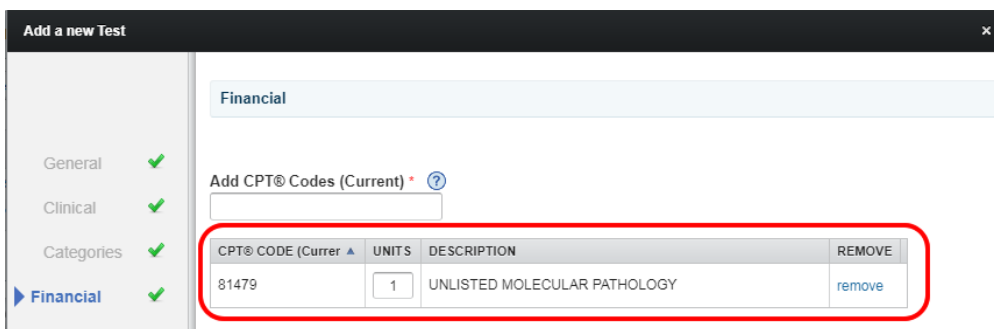 Add a new Test ×
Financial
General
Clinical
Categories
Financial
Add CPT® Codes (Current) * ?
CPT® CODE (Currer ▲ UNITS DESCRIPTION REMOVE
81479 1 UNLISTED MOLECULAR PATHOLOGY remove